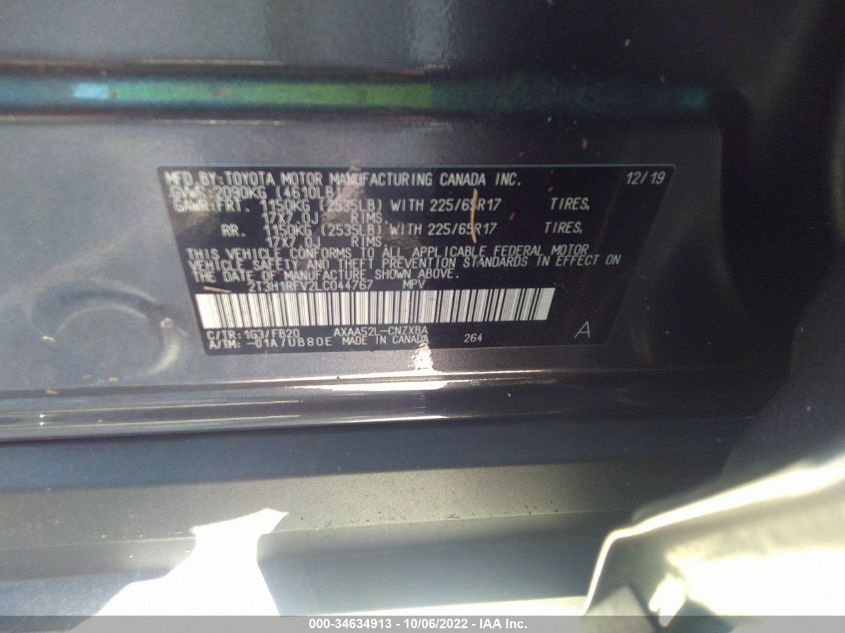 MFD BY: TOYOTA MOTOR MANUFACTURING CANADA INC. 12/19
GVWR 2090KG (4610LB)
GAWR:FRT. 1150KG (2535LB) WITH 225/65R17 TIRES,
17X7.0J RIMS,
RR. 1150KG (2535LB) WITH 225/65R17 TIRES,
17X7.0J RIMS,
THIS VEHICLE CONFORMS TO ALL APPLICABLE FEDERAL MOTOR
VEHICLE SAFETY AND THEFT PREVENTION STANDARDS IN EFFECT ON
THE DATE OF MANUFACTURE SHOWN ABOVE.
2T3H1RFV2LC044767 MPV
C/TR: 1G3/FB20 AXAA52L-CNZXBA
A/TM: -01A/UB80E MADE IN CANADA 264 A
000-34634913 - 10/06/2022 - IAA Inc.